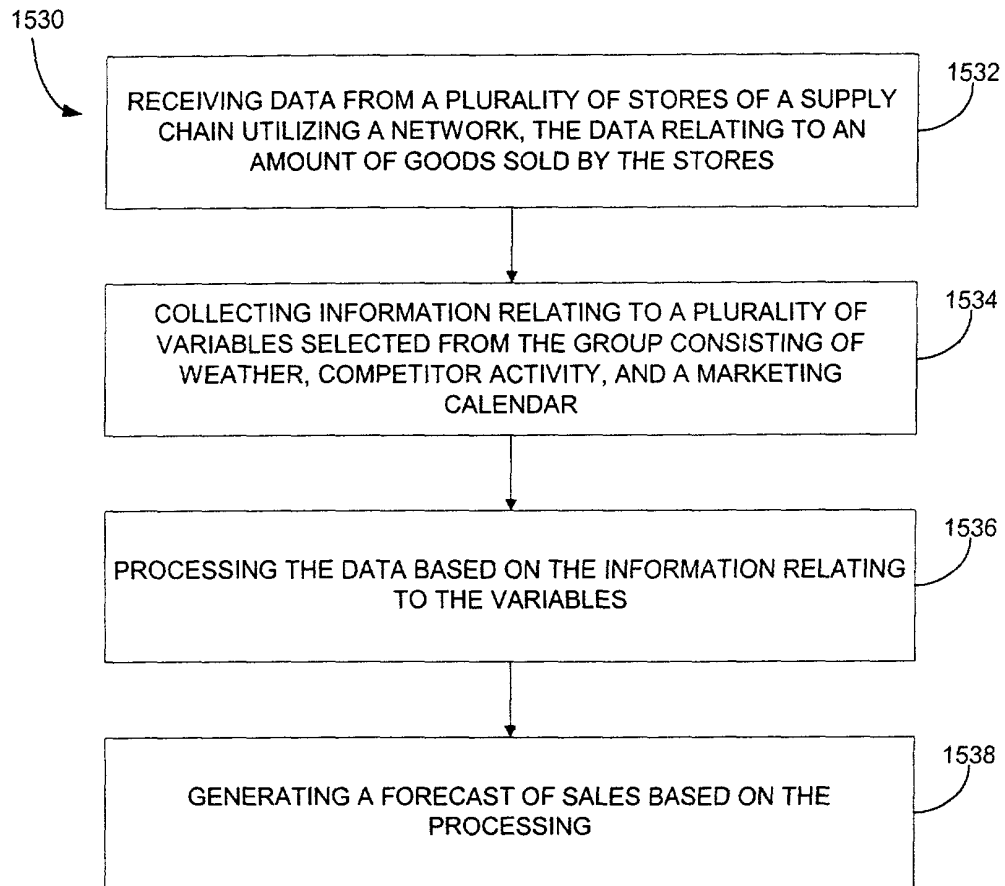 1530
1532
RECEIVING DATA FROM A PLURALITY OF STORES OF A SUPPLY
CHAIN UTILIZING A NETWORK, THE DATA RELATING TO AN
AMOUNT OF GOODS SOLD BY THE STORES
1534
COLLECTING INFORMATION RELATING TO A PLURALITY OF
VARIABLES SELECTED FROM THE GROUP CONSISTING OF
WEATHER, COMPETITOR ACTIVITY, AND A MARKETING
CALENDAR
1536
PROCESSING THE DATA BASED ON THE INFORMATION RELATING
TO THE VARIABLES
1538
GENERATING A FORECAST OF SALES BASED ON THE
PROCESSING